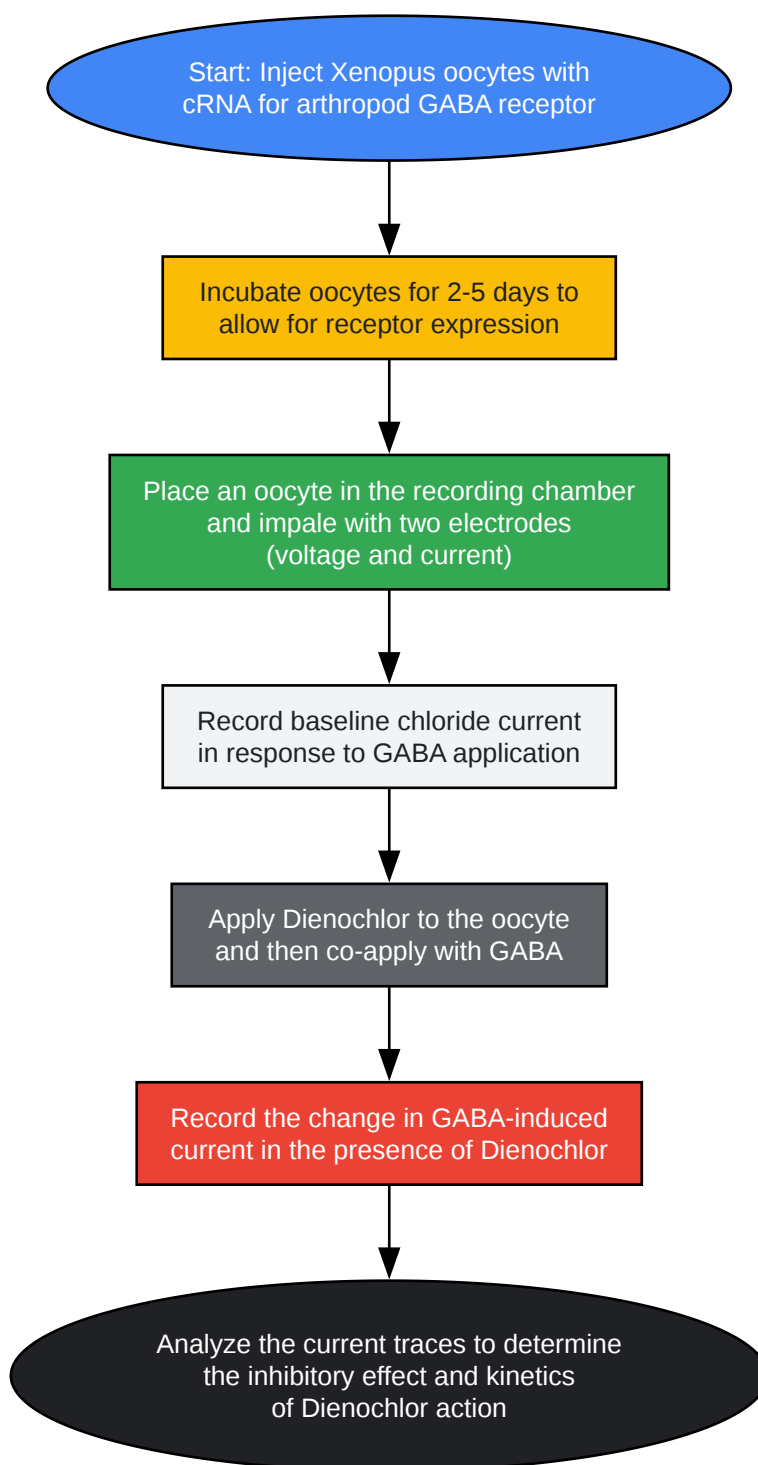 Start: Inject Xenopus oocytes with
cRNA for arthropod GABA receptor
Incubate oocytes for 2-5 days to
allow for receptor expression
Place an oocyte in the recording chamber
and impale with two electrodes
(voltage and current)
Record baseline chloride current
in response to GABA application
Apply Dienochlor to the oocyte
and then co-apply with GABA
Record the change in GABA-induced
current in the presence of Dienochlor
Analyze the current traces to determine
the inhibitory effect and kinetics
of Dienochlor action